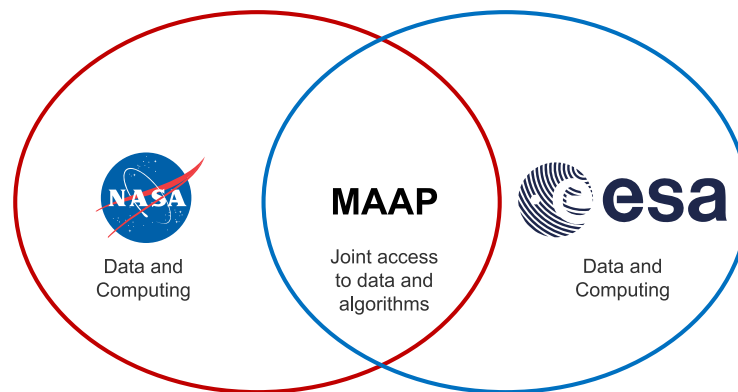 NASA
Data and
Computing
MAAP
Joint access
to data and
algorithms
esa
Data and
Computing